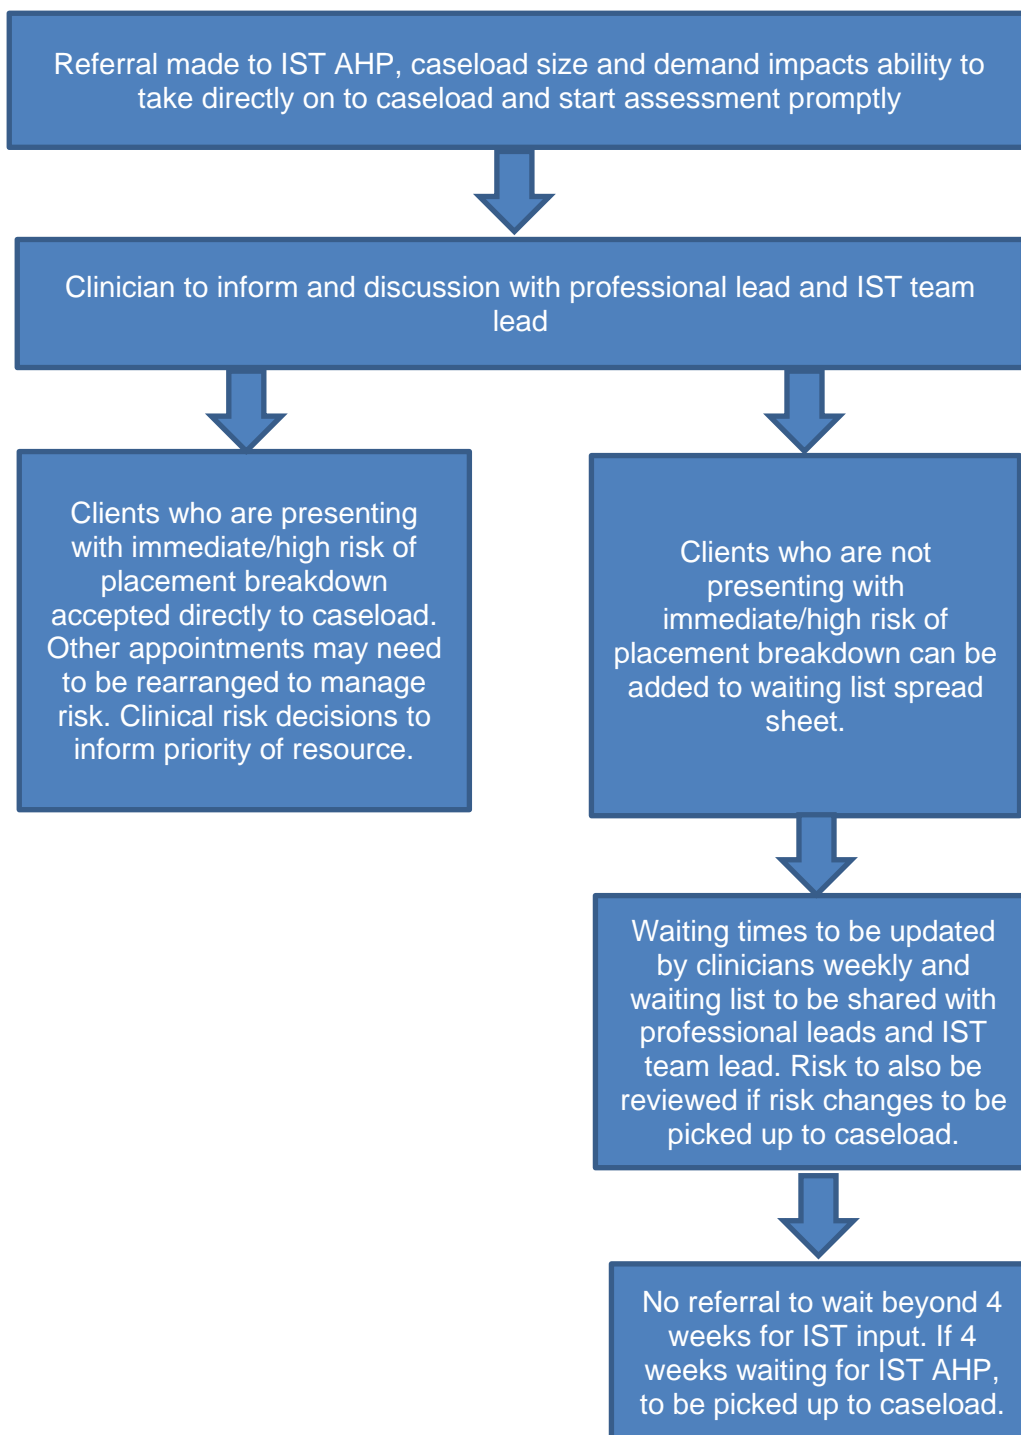 Referral made to IST AHP, caseload size and demand impacts ability to
take directly on to caseload and start assessment promptly
Clinician to inform and discussion with professional lead and IST team
lead
Clients who are presenting
with immediate/high risk of
placement breakdown
accepted directly to caseload.
Other appointments may need
to be rearranged to manage
risk. Clinical risk decisions to
inform priority of resource.
Clients who are not
presenting with
immediate/high risk of
placement breakdown can be
added to waiting list spread
sheet.
Waiting times to be updated
by clinicians weekly and
waiting list to be shared with
professional leads and IST
team lead. Risk to also be
reviewed if risk changes to be
picked up to caseload.
No referral to wait beyond 4
weeks for IST input. If 4
weeks waiting for IST AHP,
to be picked up to caseload.